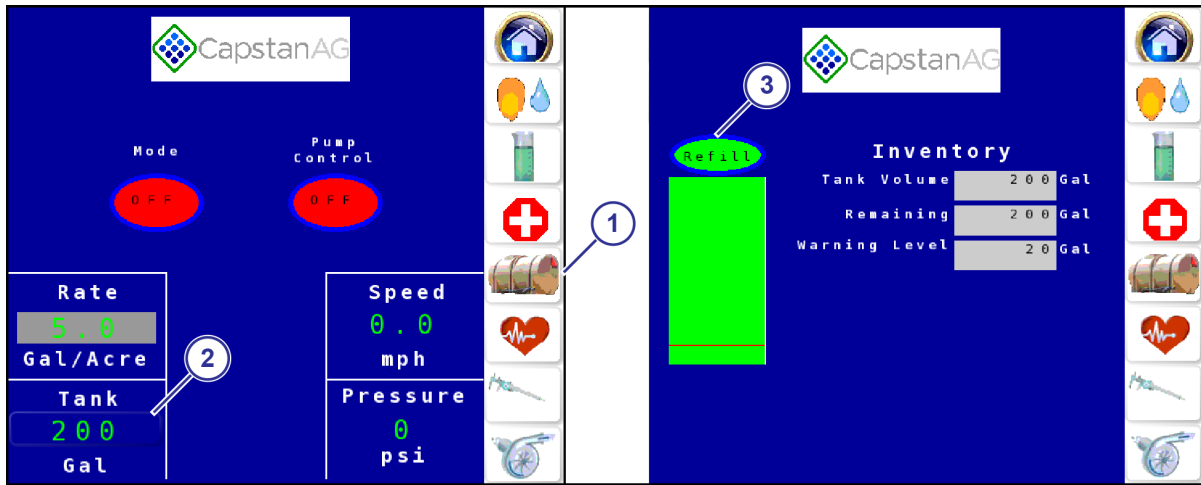 CapstanAG
Mode
Pump
Control
OFF
OFF
Rate
5.0
Gal/Acre
Tank
200
Gal
Speed
0.0
mph
Pressure
0
psi
1
2
CapstanAG
3
Refill
Inventory
Tank Volume 200 Gal
Remaining 200 Gal
Warning Level 20 Gal